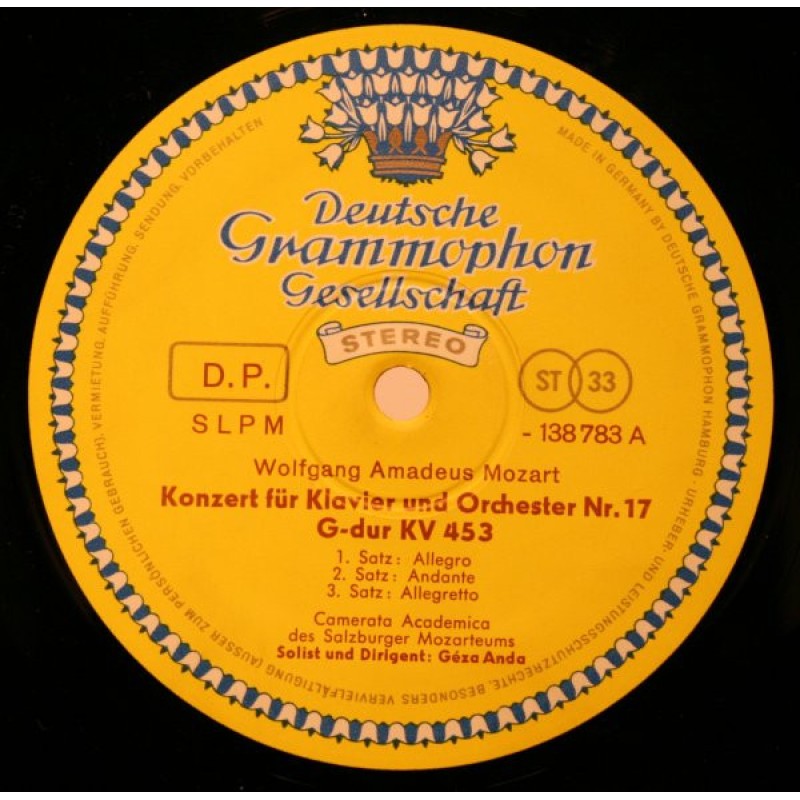 Deutsche
Grammophon
Gesellschaft
STEREO
D.P.
SLPM
ST 33
- 138 783 A
Wolfgang Amadeus Mozart
Konzert für Klavier und Orchester Nr. 17
G-dur KV 453
1. Satz: Allegro
2. Satz: Andante
3. Satz: Allegretto
Camerata Academica
des Salzburger Mozarteums
Solist und Dirigent: Géza Anda
MADE IN GERMANY BY DEUTSCHE GRAMMOPHON HAMBURG · URHEBER- UND LEISTUNGSSCHUTZRECHTE, BESONDERS VERVIELFÄLTIGUNG (AUSSER ZUM PERSÖNLICHEN GEBRAUCH), VERMIETUNG, AUFFÜHRUNG, SENDUNG, VORBEHALTEN